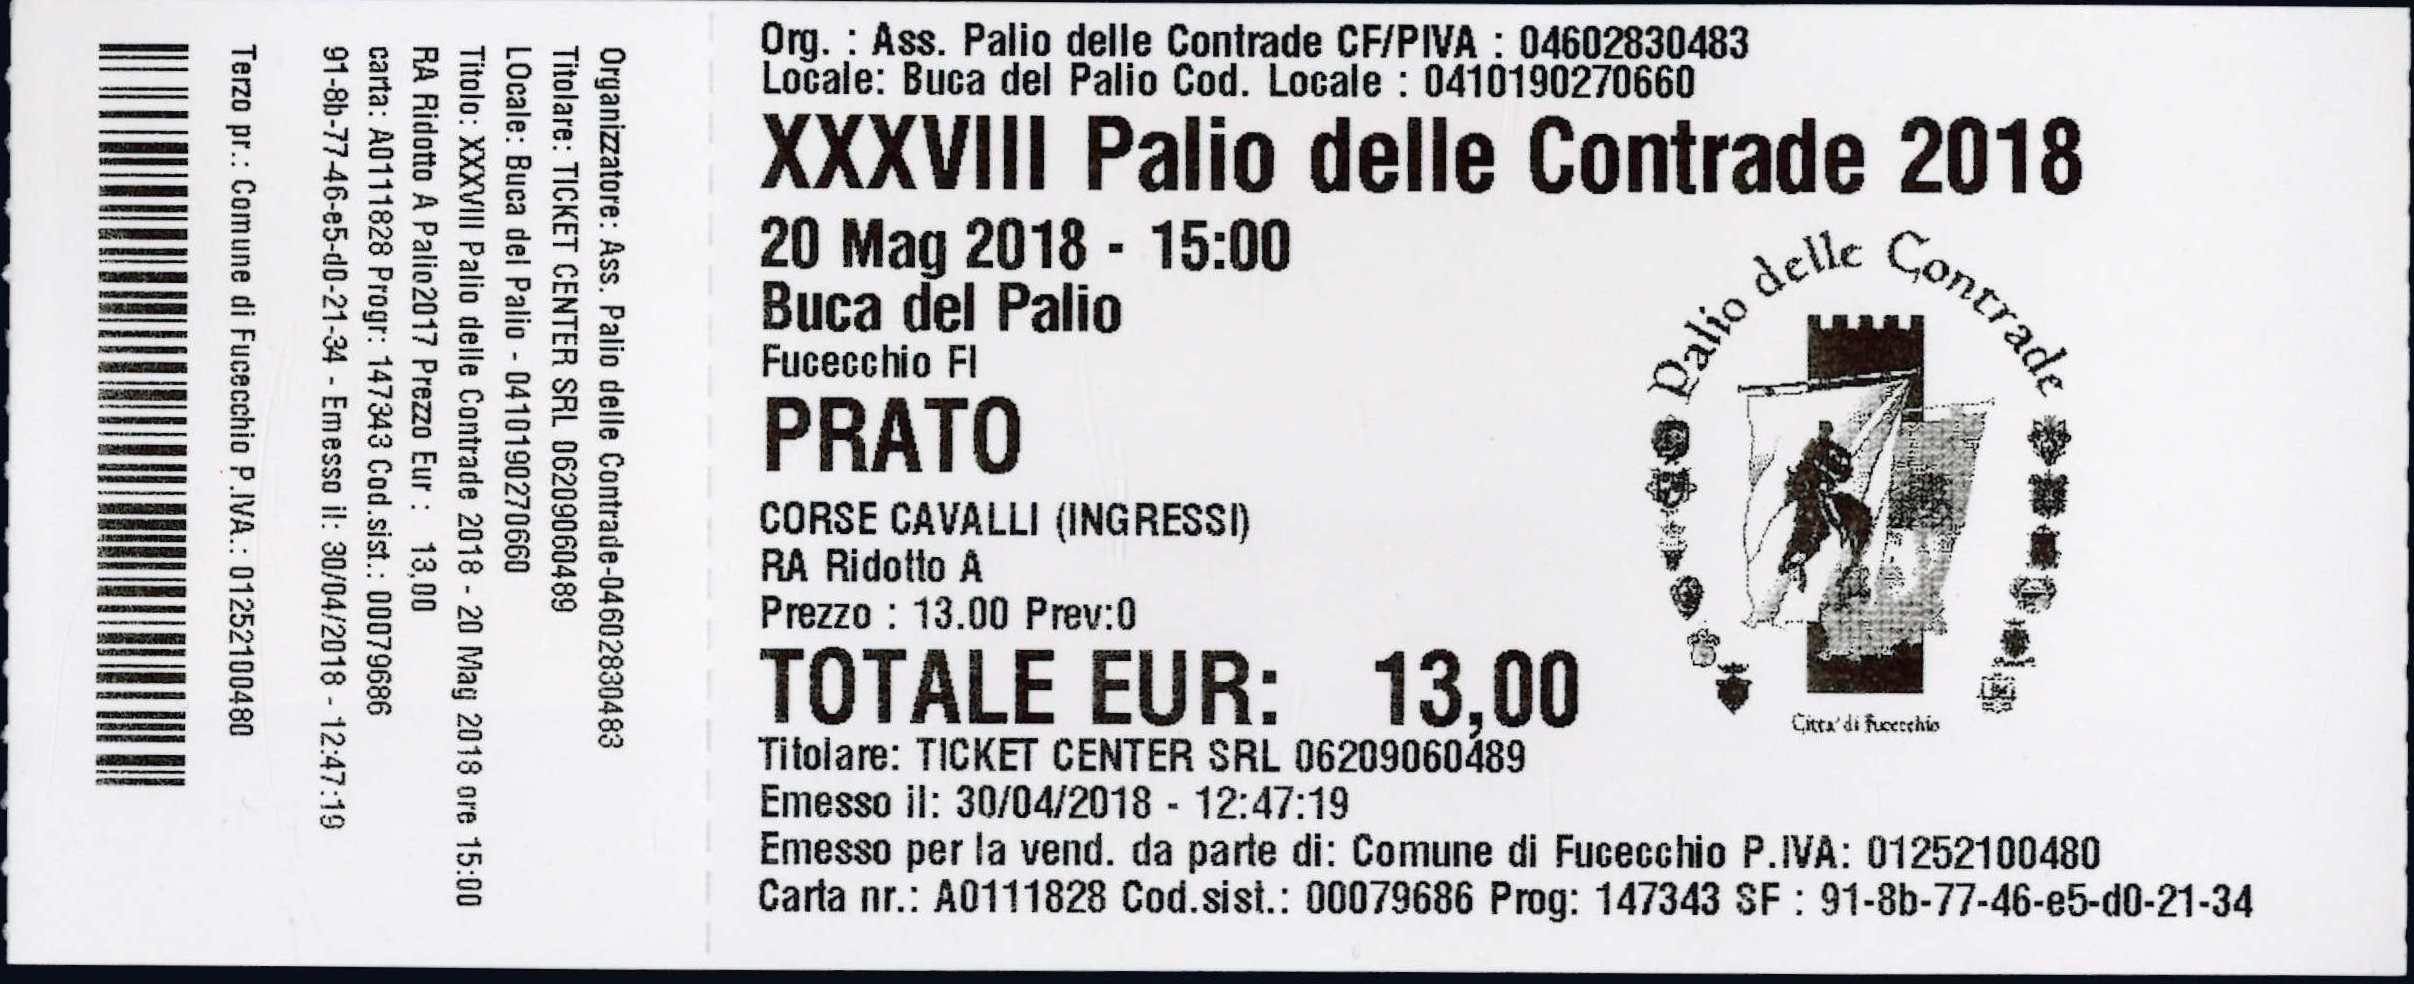 Org. : Ass. Palio delle Contrade CF/PIVA : 04602830483
Locale: Buca del Palio Cod. Locale : 0410190270660
XXXVIII Palio delle Contrade 2018
20 Mag 2018 - 15:00
Buca del Palio
Fucecchio FI
PRATO
CORSE CAVALLI (INGRESSI)
RA Ridotto A
Prezzo : 13.00 Prev:0
TOTALE EUR: 13,00
Titolare: TICKET CENTER SRL 06209060489
Emesso il: 30/04/2018 - 12:47:19
Emesso per la vend. da parte di: Comune di Fucecchio P.IVA: 01252100480
Carta nr.: A0111828 Cod.sist.: 00079686 Prog: 147343 SF : 91-8b-77-46-e5-d0-21-34
Palio delle Contrade
Citta' di Fucecchio
Organizzatore: Ass. Palio delle Contrade-04602830483
Titolare: TICKET CENTER SRL 06209060489
LOcale: Buca del Palio - 0410190270660
Titolo: XXXVIII Palio delle Contrade 2018 - 20 Mag 2018 ore 15:00
RA Ridotto A Palio2017 Prezzo Eur : 13,00
carta: A0111828 Progr: 147343 Cod.sist.: 00079686
91-8b-77-46-e5-d0-21-34 - Emesso il: 30/04/2018 - 12:47:19
Terzo pr.: Comune di Fucecchio P.IVA.: 01252100480